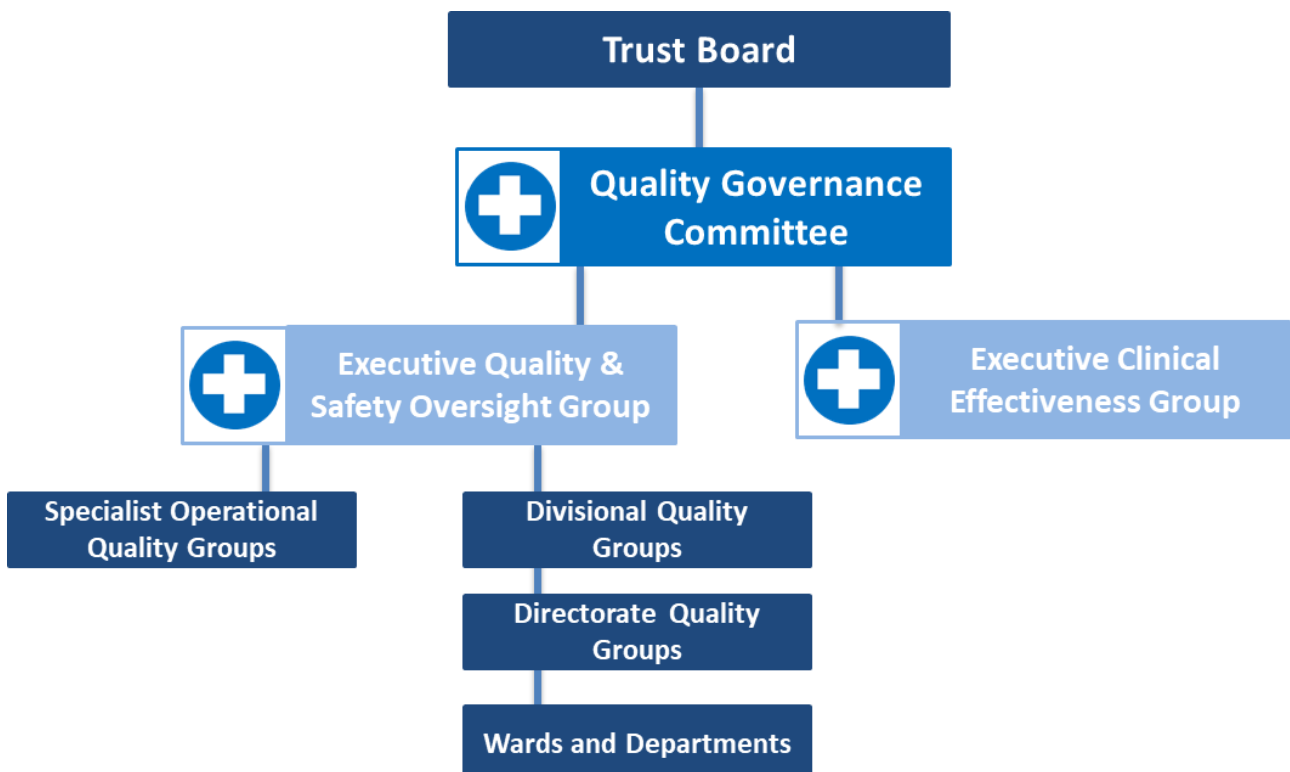 Trust Board
Quality Governance
Committee
Executive Quality &
Safety Oversight Group
Executive Clinical
Effectiveness Group
Specialist Operational
Quality Groups
Divisional Quality
Groups
Directorate Quality
Groups
Wards and Departments